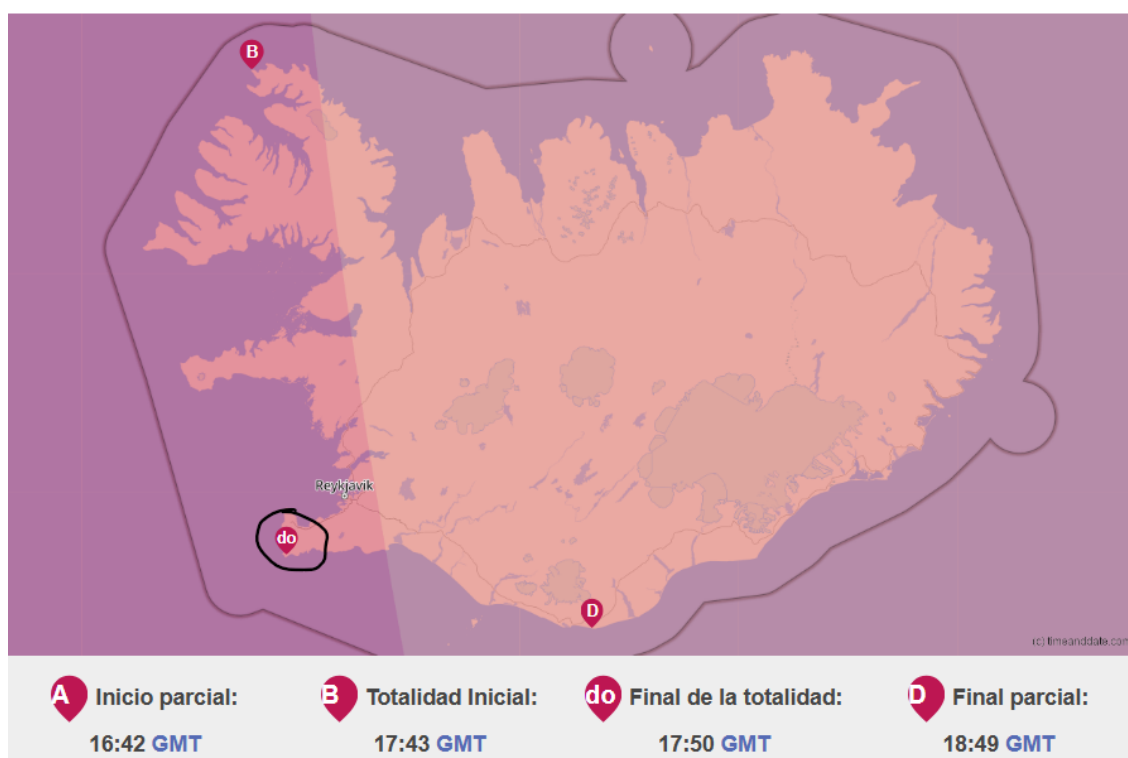 B
Reykjavik
do
D
(c) timeanddate.com
A Inicio parcial:
16:42 GMT
B Totalidad Inicial:
17:43 GMT
do Final de la totalidad:
17:50 GMT
D Final parcial:
18:49 GMT